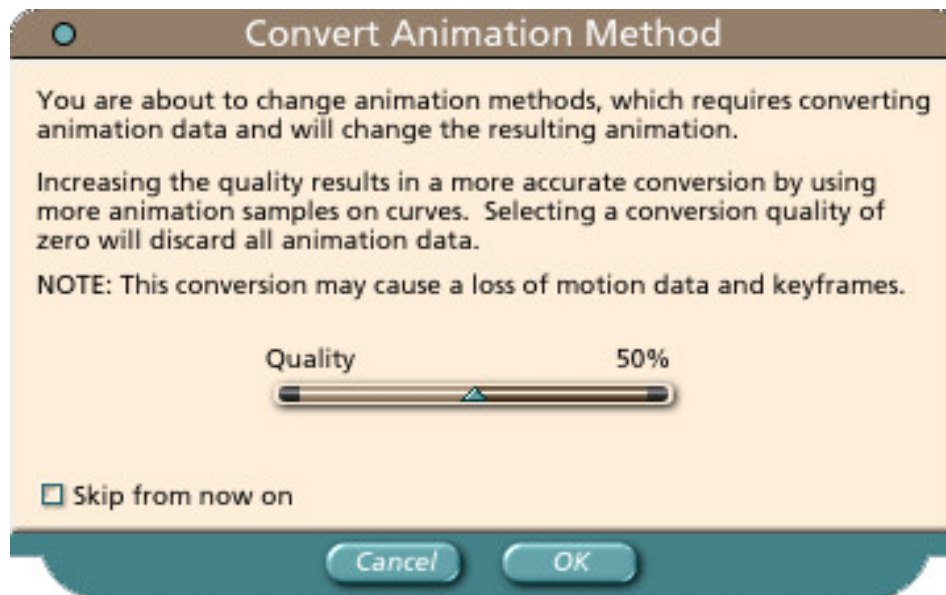 Convert Animation Method
You are about to change animation methods, which requires converting
animation data and will change the resulting animation.
Increasing the quality results in a more accurate conversion by using
more animation samples on curves.  Selecting a conversion quality of
zero will discard all animation data.
NOTE: This conversion may cause a loss of motion data and keyframes.
Quality 50%
Skip from now on
Cancel OK